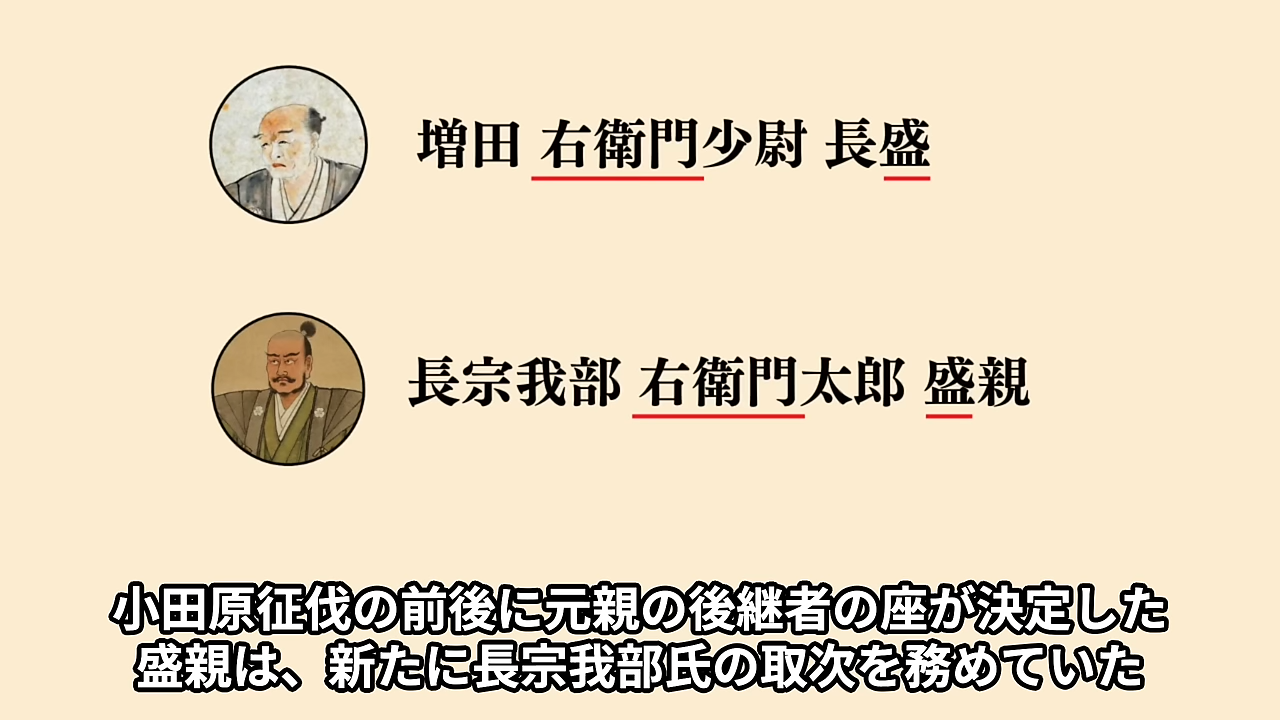 増田 右衛門少尉 長盛
長宗我部 右衛門太郎 盛親
小田原征伐の前後に元親の後継者の座が決定した
盛親は、新たに長宗我部氏の取次を務めていた